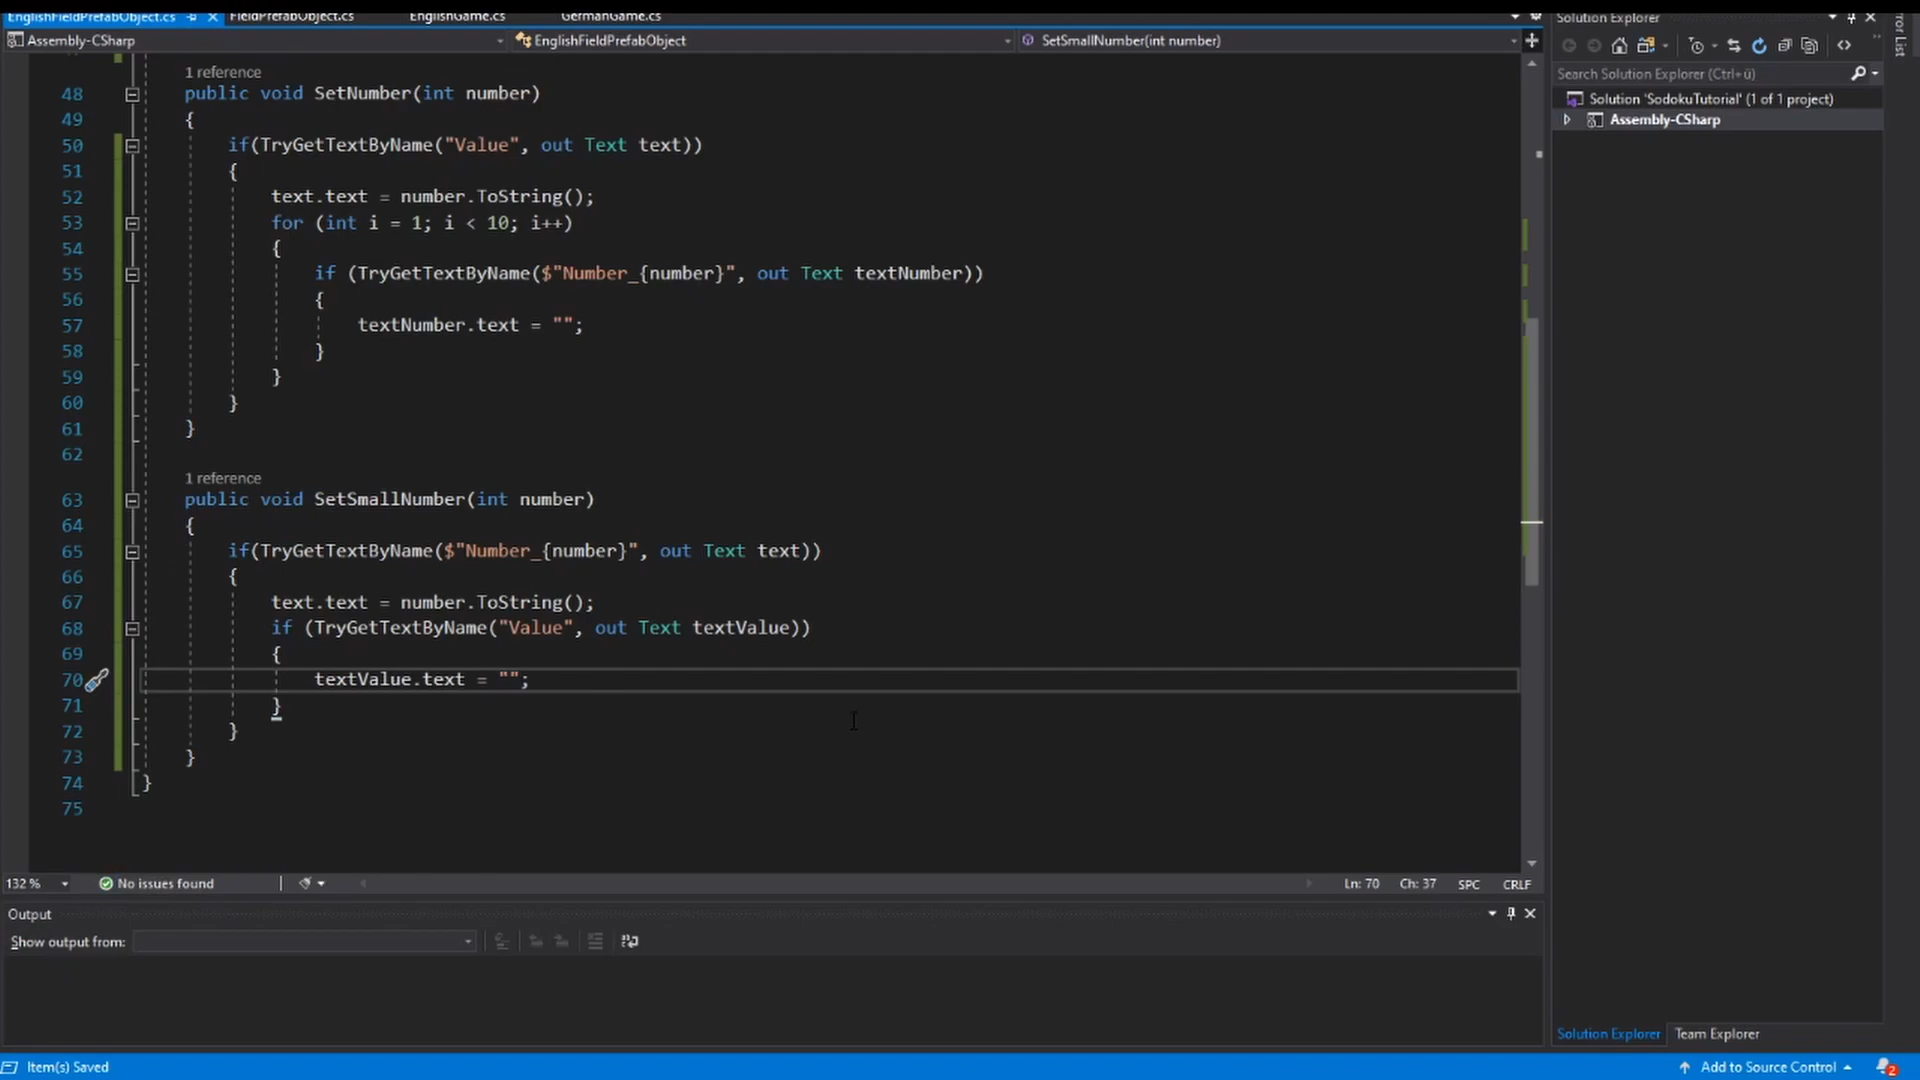 EnglishFieldPrefabObject.cs FieldPrefabObject.cs EnglishGame.cs GermanGame.cs
Assembly-CSharp EnglishFieldPrefabObject SetSmallNumber(int number)
1 reference
48 public void SetNumber(int number)
49 {
50 if(TryGetTextByName("Value", out Text text))
51 {
52 text.text = number.ToString();
53 for (int i = 1; i < 10; i++)
54 {
55 if (TryGetTextByName($"Number_{number}", out Text textNumber))
56 {
57 textNumber.text = "";
58 }
59 }
60 }
61 }
62
1 reference
63 public void SetSmallNumber(int number)
64 {
65 if(TryGetTextByName($"Number_{number}", out Text text))
66 {
67 text.text = number.ToString();
68 if (TryGetTextByName("Value", out Text textValue))
69 {
70 textValue.text = "";
71 }
72 }
73 }
74 }
75
132 % No issues found Ln: 70 Ch: 37 SPC CRLF
Output
Show output from:
Item(s) Saved
Solution Explorer
Search Solution Explorer (Ctrl+ü)
Solution 'SodokuTutorial' (1 of 1 project)
Assembly-CSharp
Solution Explorer Team Explorer
Add to Source Control 2
Error List